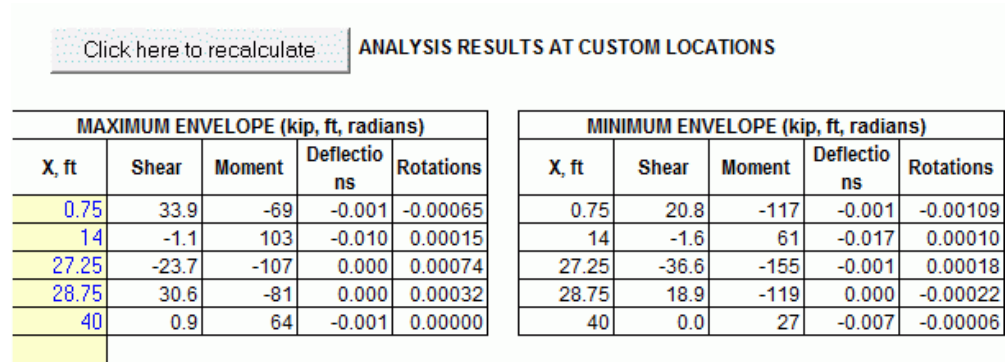 Click here to recalculate ANALYSIS RESULTS AT CUSTOM LOCATIONS
MAXIMUM ENVELOPE (kip, ft, radians) MINIMUM ENVELOPE (kip, ft, radians)
X, ft Shear Moment Deflectio ns Rotations X, ft Shear Moment Deflectio ns Rotations
0.75 33.9 -69 -0.001 -0.00065 0.75 20.8 -117 -0.001 -0.00109
14 -1.1 103 -0.010 0.00015 14 -1.6 61 -0.017 0.00010
27.25 -23.7 -107 0.000 0.00074 27.25 -36.6 -155 -0.001 0.00018
28.75 30.6 -81 0.000 0.00032 28.75 18.9 -119 0.000 -0.00022
40 0.9 64 -0.001 0.00000 40 0.0 27 -0.007 -0.00006